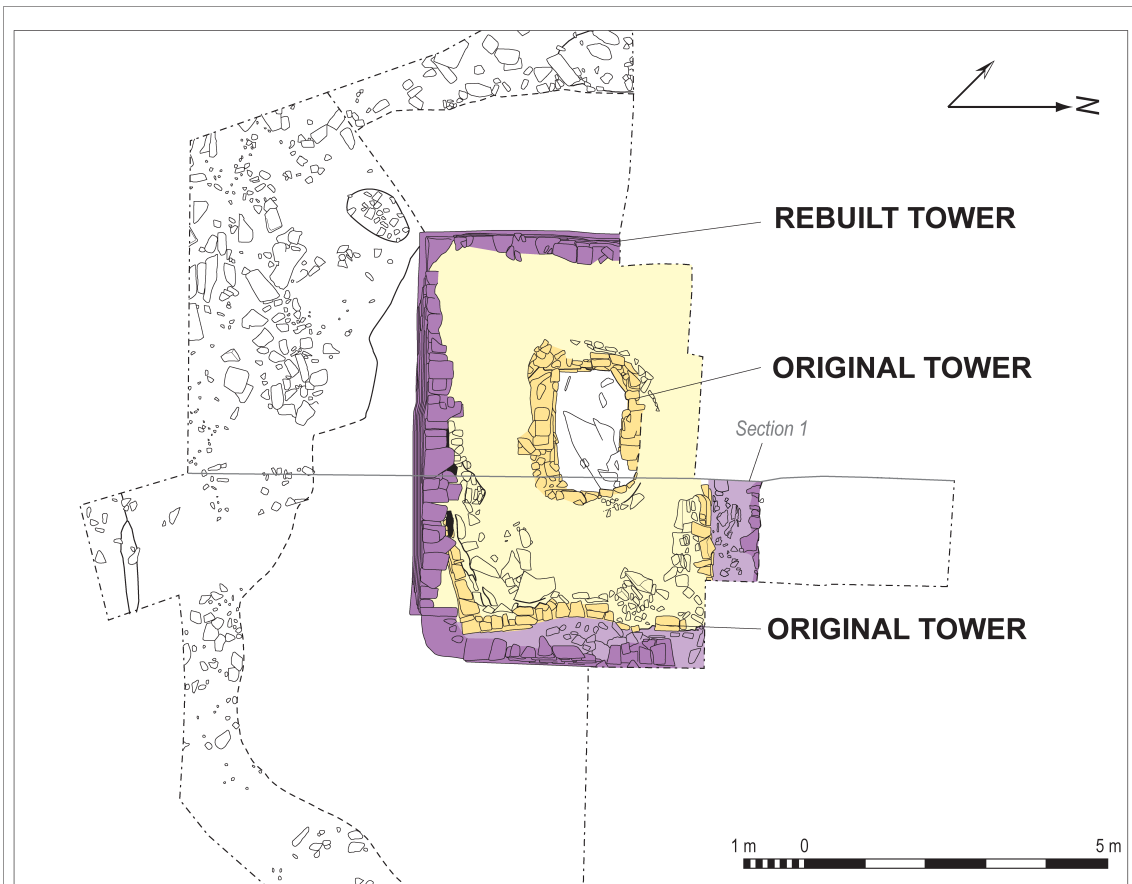 N
REBUILT TOWER
ORIGINAL TOWER
Section 1
ORIGINAL TOWER
1 m 0 5 m